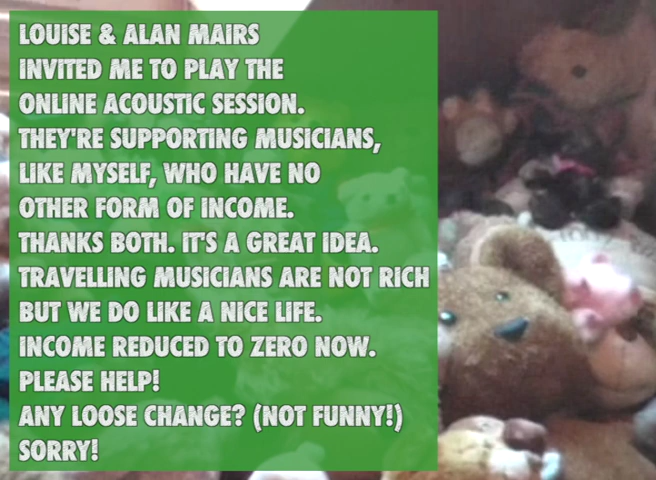 LOUISE & ALAN MAIRS
INVITED ME TO PLAY THE
ONLINE ACOUSTIC SESSION.
THEY'RE SUPPORTING MUSICIANS,
LIKE MYSELF, WHO HAVE NO
OTHER FORM OF INCOME.
THANKS BOTH. IT'S A GREAT IDEA.
TRAVELLING MUSICIANS ARE NOT RICH
BUT WE DO LIKE A NICE LIFE.
INCOME REDUCED TO ZERO NOW.
PLEASE HELP!
ANY LOOSE CHANGE? (NOT FUNNY!)
SORRY!